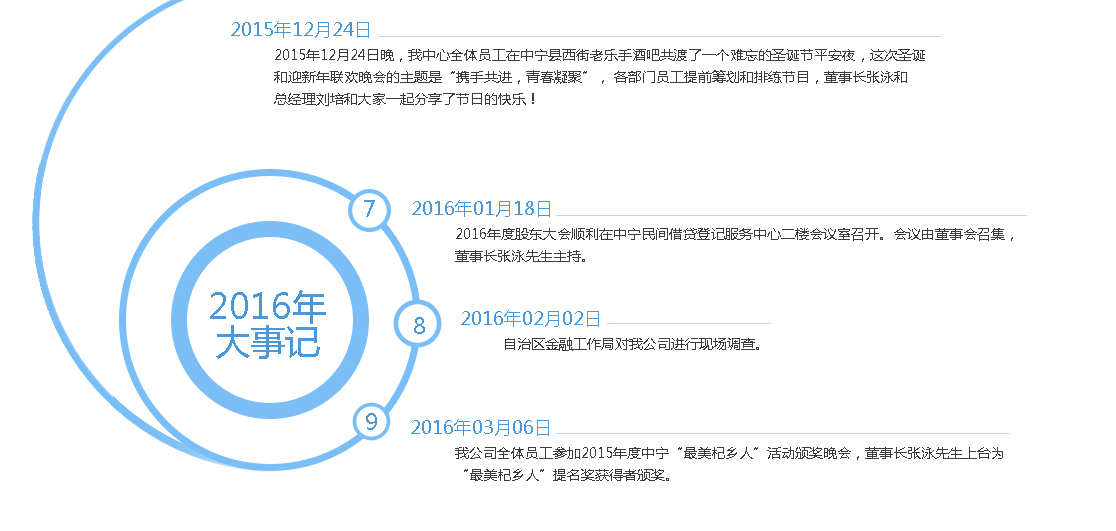 2015年12月24日
2015年12月24日晚，我中心全体员工在中宁县西街老乐手酒吧共渡了一个难忘的圣诞节平安夜，这次圣诞
和迎新年联欢晚会的主题是“携手共进，青春凝聚”，各部门员工提前筹划和排练节目，董事长张泳和
总经理刘培和大家一起分享了节日的快乐！
7
2016年01月18日
2016年度股东大会顺利在中宁民间借贷登记服务中心二楼会议室召开。会议由董事会召集，
董事长张泳先生主持。
2016年
大事记
8
2016年02月02日
自治区金融工作局对我公司进行现场调查。
9
2016年03月06日
我公司全体员工参加2015年度中宁“最美杞乡人”活动颁奖晚会，董事长张泳先生上台为
“最美杞乡人”提名奖获得者颁奖。